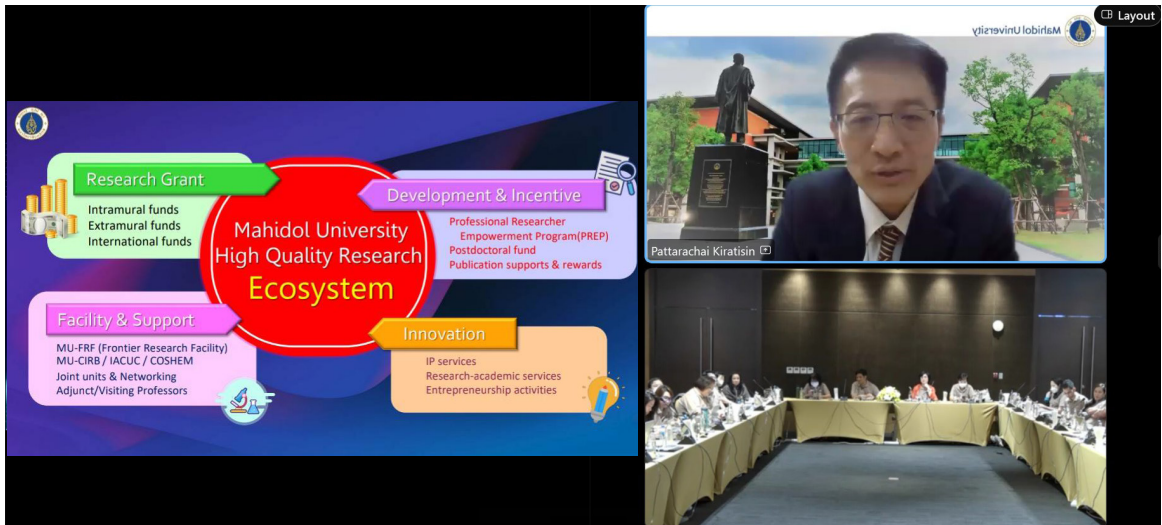 Research Grant
Intramural funds
Extramural funds
International funds
Mahidol University
High Quality Research
Ecosystem
Development & Incentive
Professional Researcher
Empowerment Program(PREP)
Postdoctoral fund
Publication supports & rewards
Facility & Support
MU-FRF (Frontier Research Facility)
MU-CIRB / IACUC / COSHEM
Joint units & Networking
Adjunct/Visiting Professors
Innovation
IP services
Research-academic services
Entrepreneurship activities
Mahidol University
Layout
Pattarachai Kiratisin